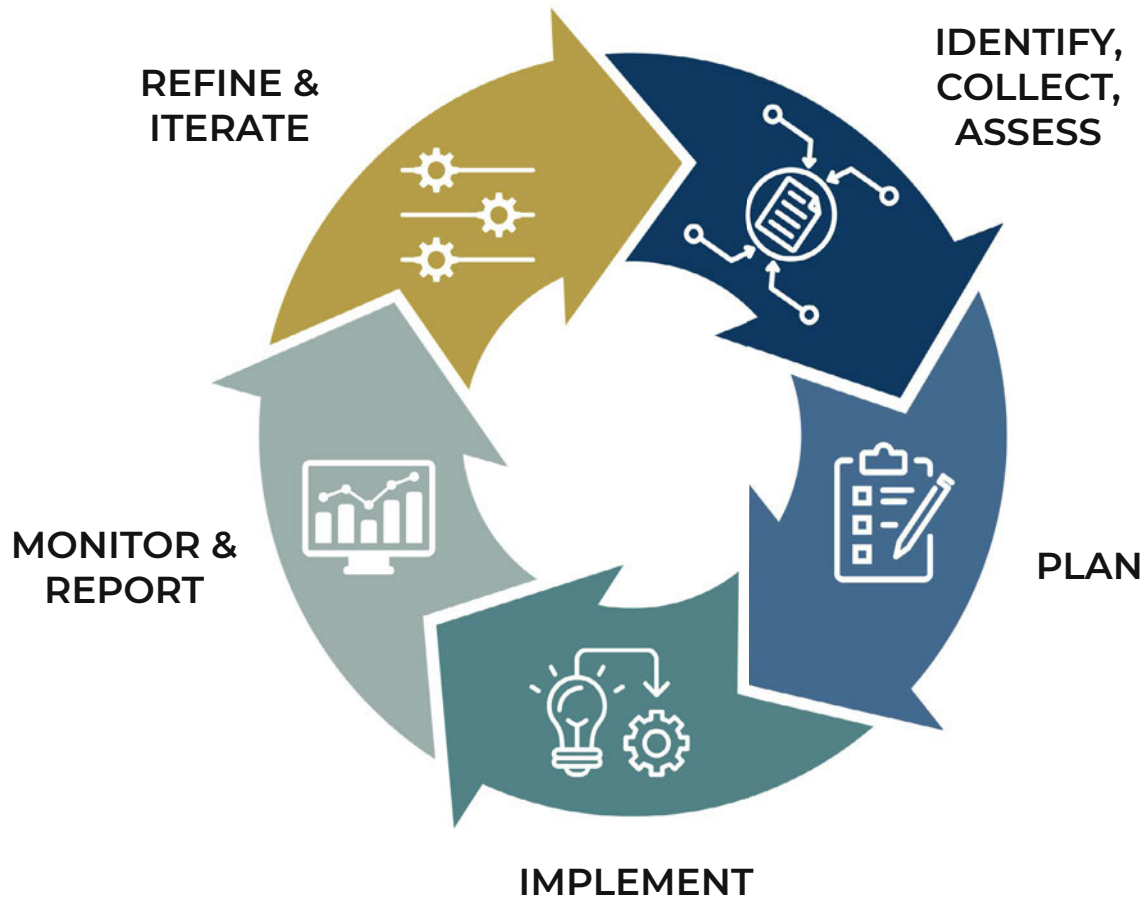 IDENTIFY,
COLLECT,
ASSESS
PLAN
IMPLEMENT
MONITOR &
REPORT
REFINE &
ITERATE